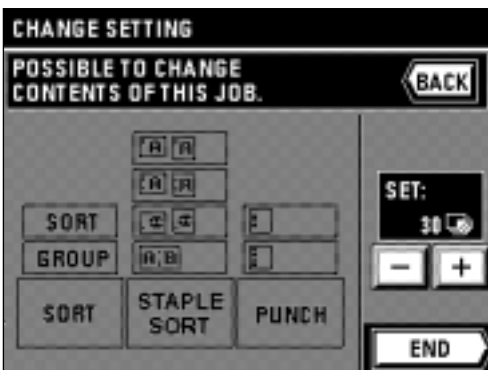 CHANGE SETTING
POSSIBLE TO CHANGE
CONTENTS OF THIS JOB.
BACK
A A
A A
SORT
A A
GROUP
A B
SORT
STAPLE
SORT
PUNCH
SET:
30
− +
END